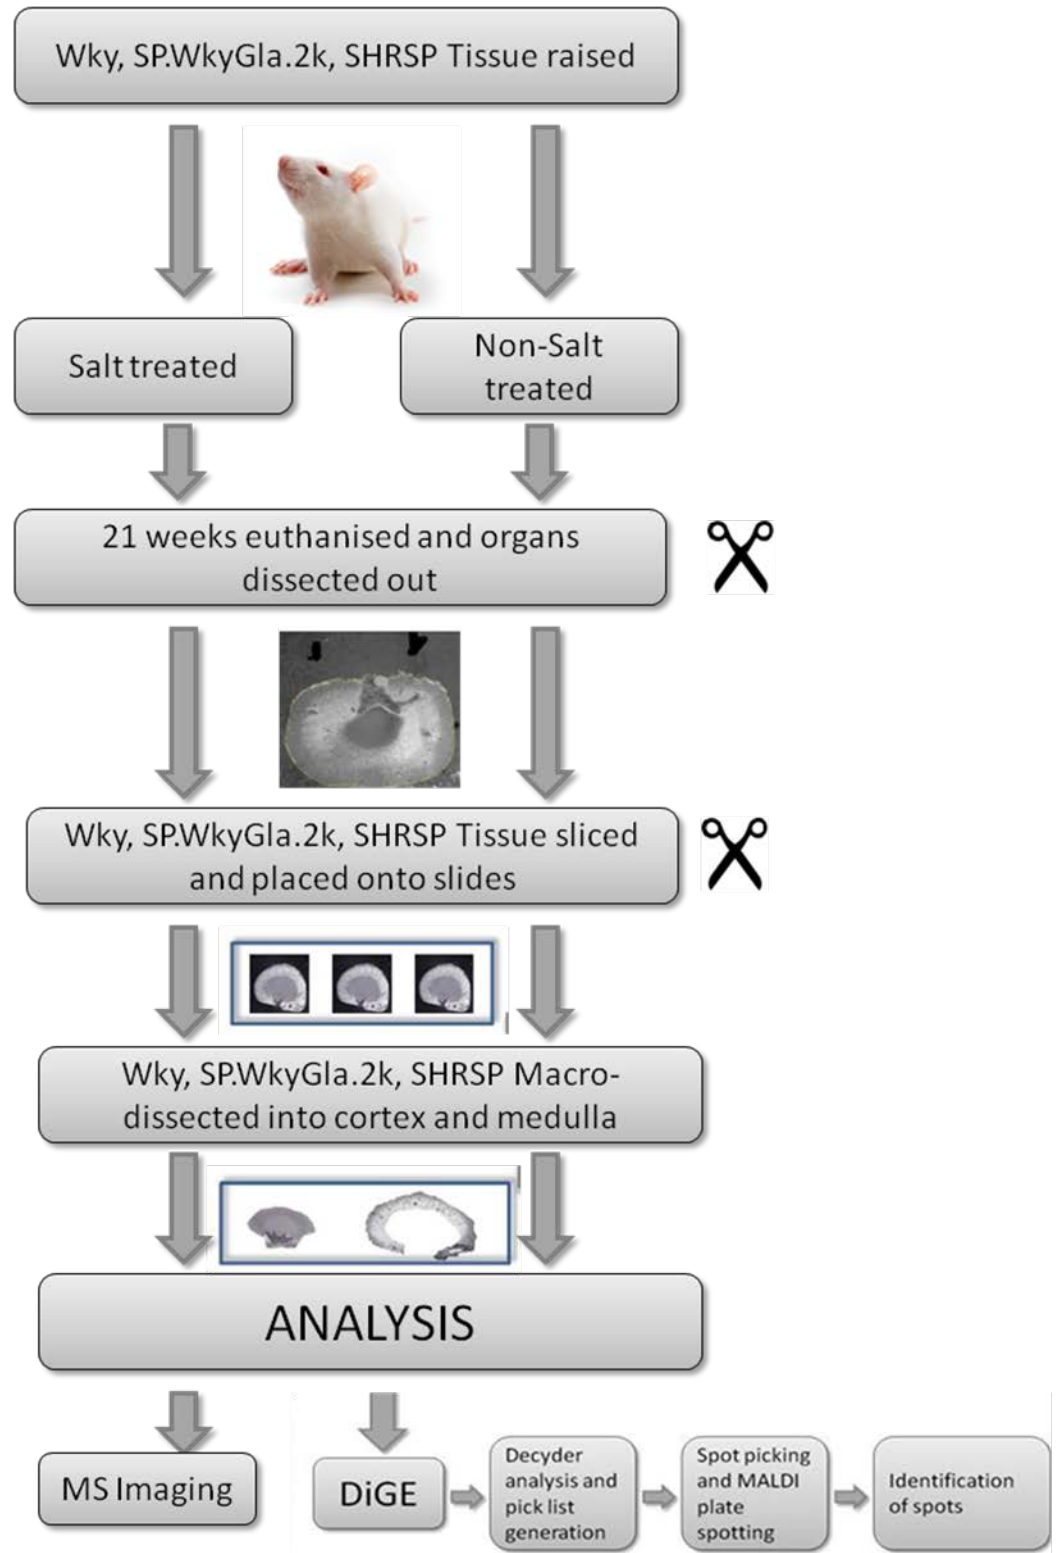 Wky, SP.WkyGla.2k, SHRSP Tissue raised
Salt treated
Non-Salt
treated
21 weeks euthanised and organs
dissected out
Wky, SP.WkyGla.2k, SHRSP Tissue sliced
and placed onto slides
Wky, SP.WkyGla.2k, SHRSP Macro-
dissected into cortex and medulla
ANALYSIS
MS Imaging
DiGE
Decyder
analysis and
pick list
generation
Spot picking
and MALDI
plate
spotting
Identification
of spots